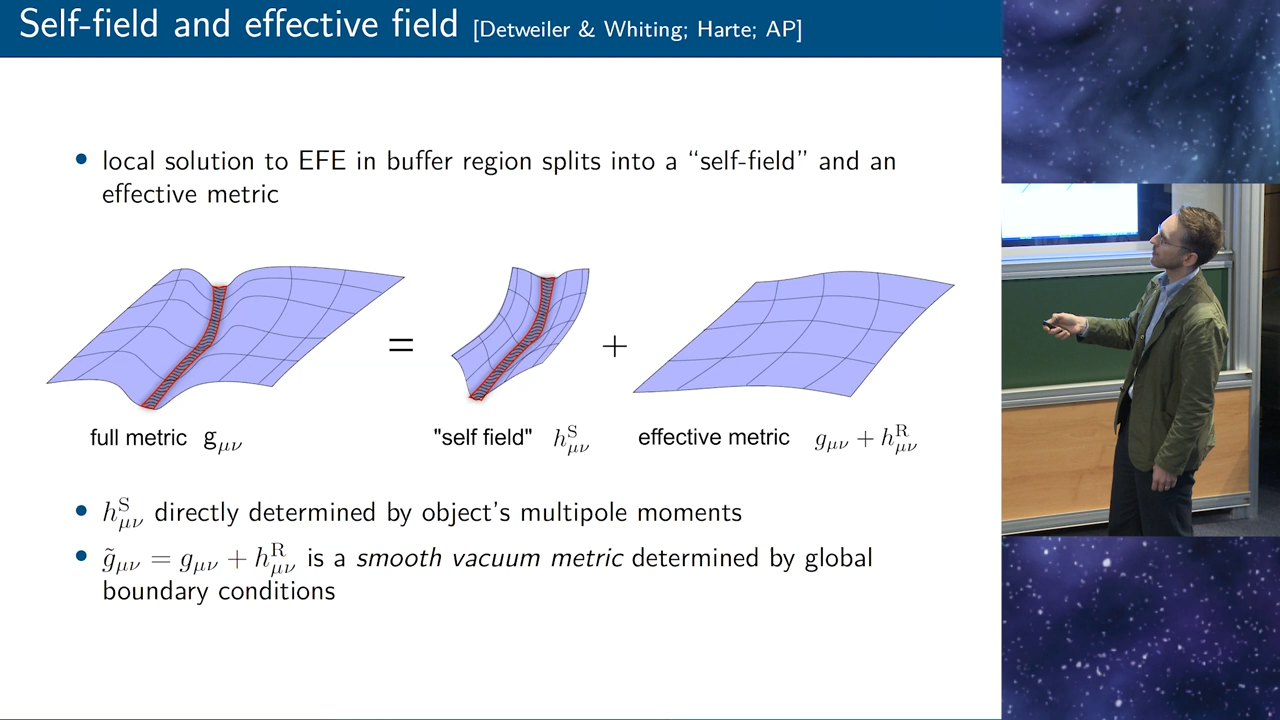 Self-field and effective field [Detweiler & Whiting; Harte; AP]
• local solution to EFE in buffer region splits into a “self-field” and an
effective metric
= +
full metric g_{μν} "self field" h^S_{μν} effective metric g_{μν} + h^R_{μν}
• h^S_{μν} directly determined by object's multipole moments
• g̃_{μν} = g_{μν} + h^R_{μν} is a smooth vacuum metric determined by global
boundary conditions